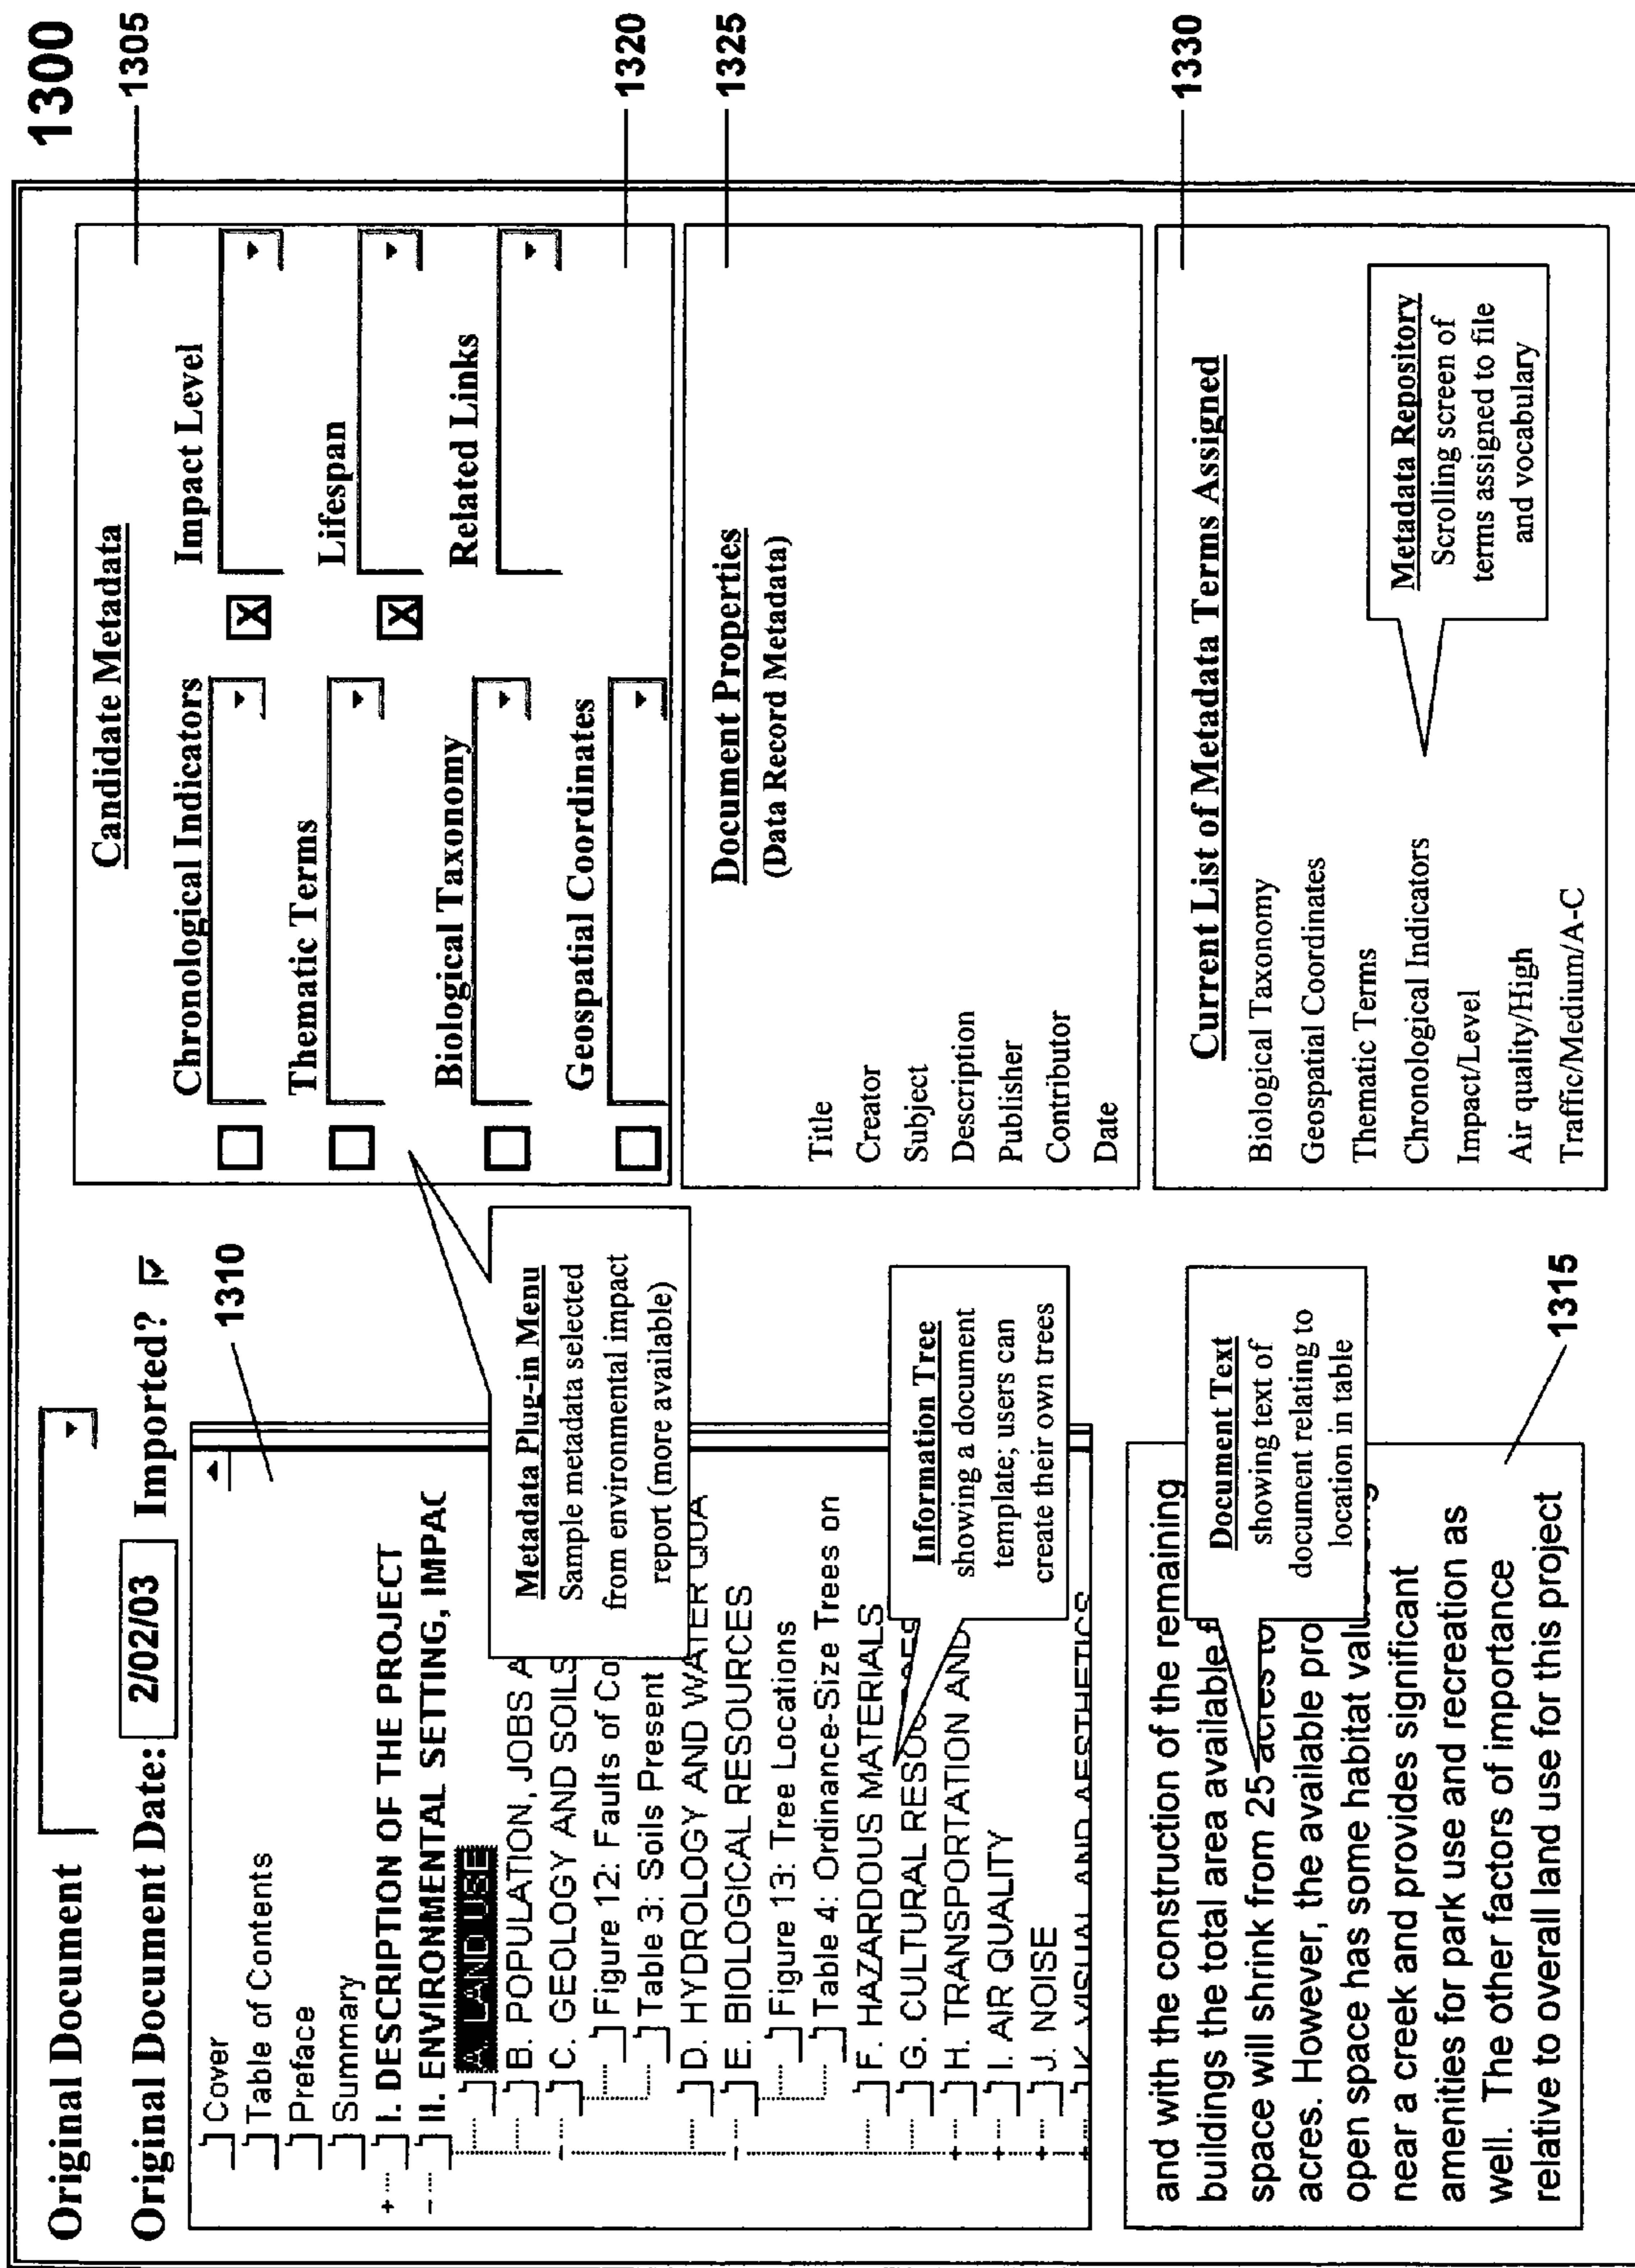 1300
Original Document
Original Document Date: 2/02/03 Imported?
1310
Cover
Table of Contents
Preface
Summary
I. DESCRIPTION OF THE PROJECT
II. ENVIRONMENTAL SETTING, IMPAC
A. LAND USE
B. POPULATION, JOBS A
C. GEOLOGY AND SOILS
Figure 12: Faults of Co
Table 3: Soils Present
D. HYDROLOGY AND WATER QUA
E. BIOLOGICAL RESOURCES
Figure 13: Tree Locations
Table 4: Ordinance-Size Trees on
F. HAZARDOUS MATERIALS
G. CULTURAL
H. TRANSPORTATION AND
I. AIR QUALITY
J. NOISE
K. VISUAL AND AESTHETICS
Metadata Plug-in Menu
Sample metadata selected
from environmental impact
report (more available)
Information Tree
showing a document
template; users can
create their own trees
and with the construction of the remaining
buildings the total area available f
space will shrink from 25 acres to
acres. However, the available pro
open space has some habitat
near a creek and provides significant
amenities for park use and recreation as
well. The other factors of importance
relative to overall land use for this project
Document Text
showing text of
document relating to
location in table
1315
Candidate Metadata
1305
Chronological Indicators
Impact Level
X
Thematic Terms
Lifespan
X
Biological Taxonomy
Related Links
Geospatial Coordinates
1320
Document Properties
(Data Record Metadata)
1325
Title
Creator
Subject
Description
Publisher
Contributor
Date
Current List of Metadata Terms Assigned
1330
Biological Taxonomy
Geospatial Coordinates
Thematic Terms
Chronological Indicators
Impact/Level
Air quality/High
Traffic/Medium/A-C
Metadata Repository
Scrolling screen of
terms assigned to file
and vocabulary